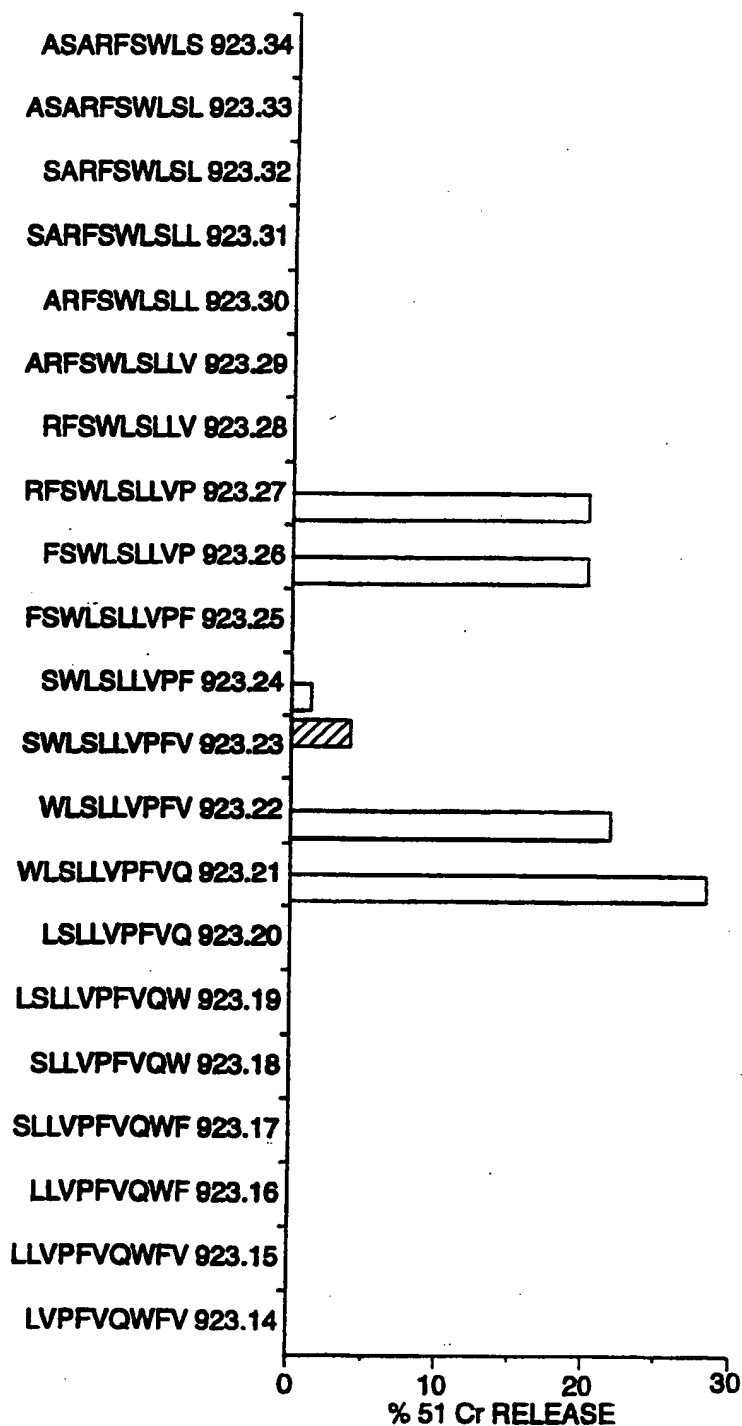 ASARFSWLS 923.34
ASARFSWLSL 923.33
SARFSWLSL 923.32
SARFSWLSLL 923.31
ARFSWLSLL 923.30
ARFSWLSLLV 923.29
RFSWLSLLV 923.28
RFSWLSLLVP 923.27
FSWLSLLVP 923.26
FSWLSLLVPF 923.25
SWLSLLVPF 923.24
SWLSLLVPFV 923.23
WLSLLVPFV 923.22
WLSLLVPFVQ 923.21
LSLLVPFVQ 923.20
LSLLVPFVQW 923.19
SLLVPFVQW 923.18
SLLVPFVQWF 923.17
LLVPFVQWF 923.16
LLVPFVQWFV 923.15
LVPFVQWFV 923.14
0 10 20 30
% 51 Cr RELEASE